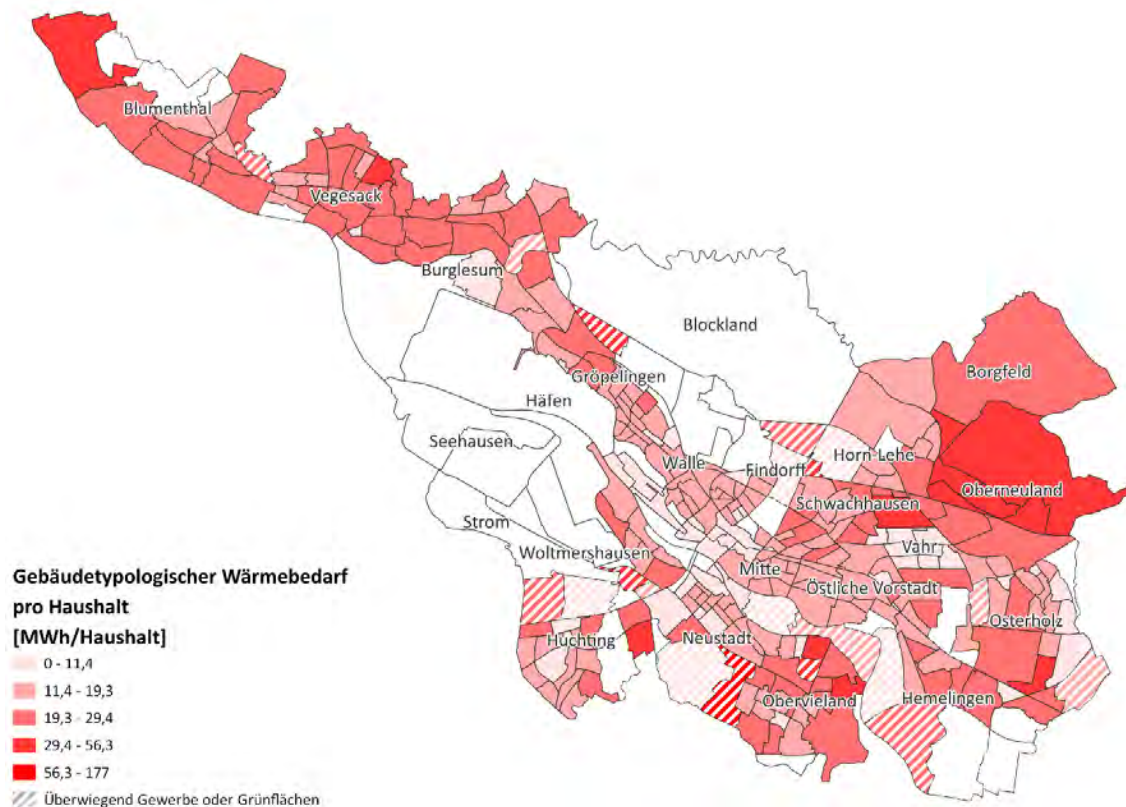 Blumenthal
Vegesack
Burglesum
Blockland
Borgfeld
Gröpelingen
Häfen
Seehausen
Walle
Findorff
Horn-Lehe
Oberneuland
Schwachhausen
Strom
Woltmershausen
Vahr
Mitte
Östliche Vorstadt
Osterholz
Huchting
Neustadt
Obervieland
Hemelingen
Gebäudetypologischer Wärmebedarf
pro Haushalt
[MWh/Haushalt]
0 - 11,4
11,4 - 19,3
19,3 - 29,4
29,4 - 56,3
56,3 - 177
Überwiegend Gewerbe oder Grünflächen